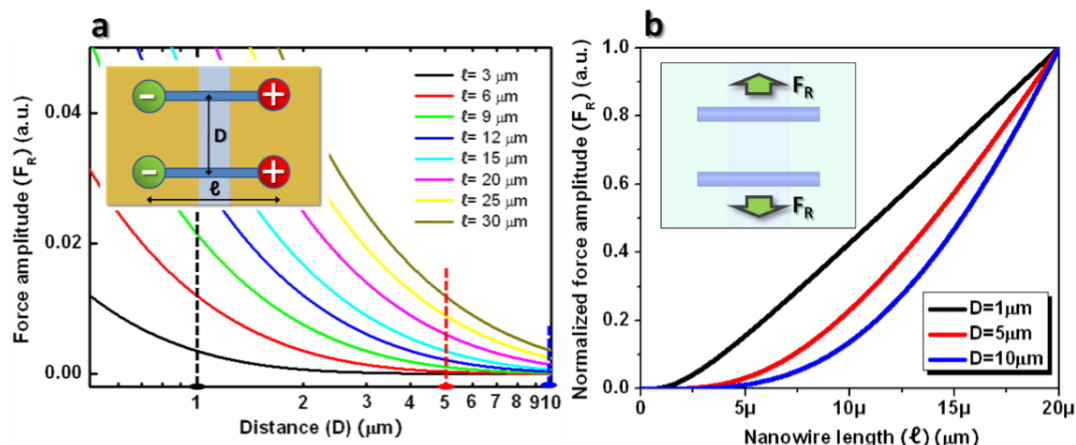 a
Force amplitude (F_R) (a.u.)
0.04
0.02
0.00
1
2
3
4
5
6
7
8
9
10
Distance (D) (μm)
-
+
D
-
+
ℓ
ℓ= 3 μm
ℓ= 6 μm
ℓ= 9 μm
ℓ= 12 μm
ℓ= 15 μm
ℓ= 20 μm
ℓ= 25 μm
ℓ= 30 μm
b
Normalized force amplitude (F_R) (a.u.)
1.0
0.8
0.6
0.4
0.2
0.0
0
5μ
10μ
15μ
20μ
Nanowire length (ℓ) (μm)
F_R
F_R
D=1μm
D=5μm
D=10μm